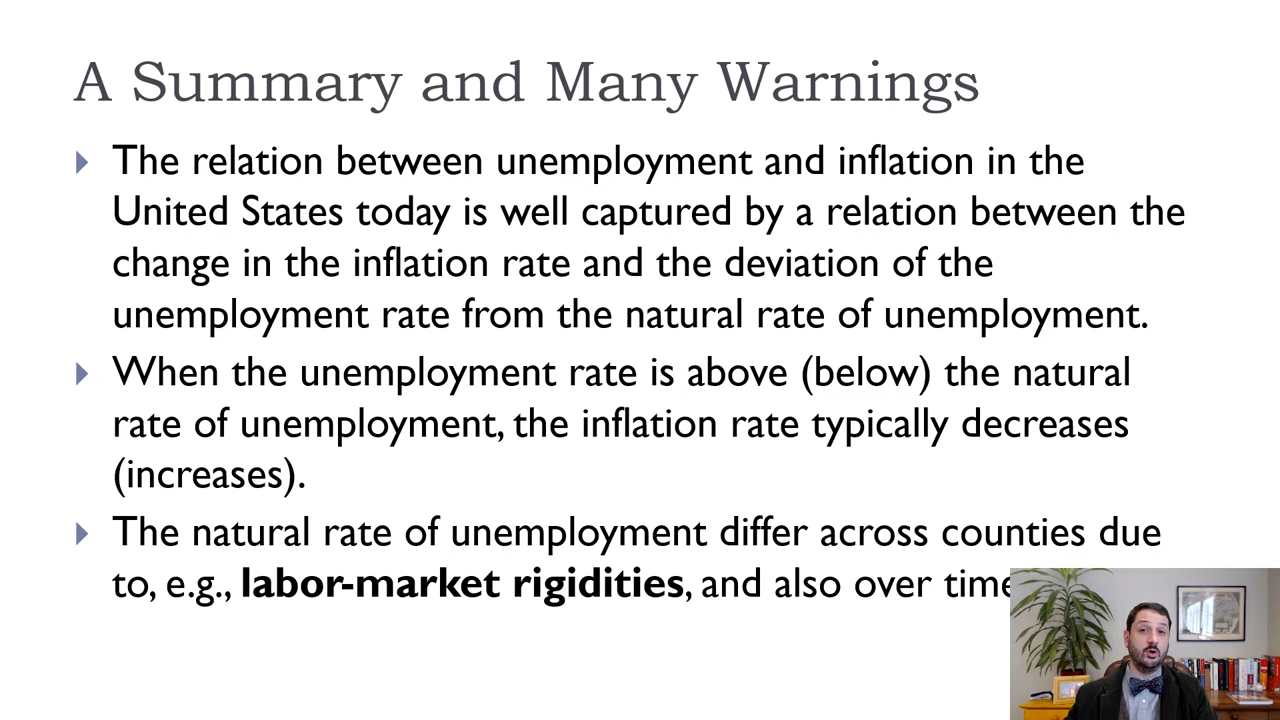 A Summary and Many Warnings
The relation between unemployment and inflation in the
United States today is well captured by a relation between the
change in the inflation rate and the deviation of the
unemployment rate from the natural rate of unemployment.
When the unemployment rate is above (below) the natural
rate of unemployment, the inflation rate typically decreases
(increases).
The natural rate of unemployment differ across counties due
to, e.g., labor-market rigidities, and also over time